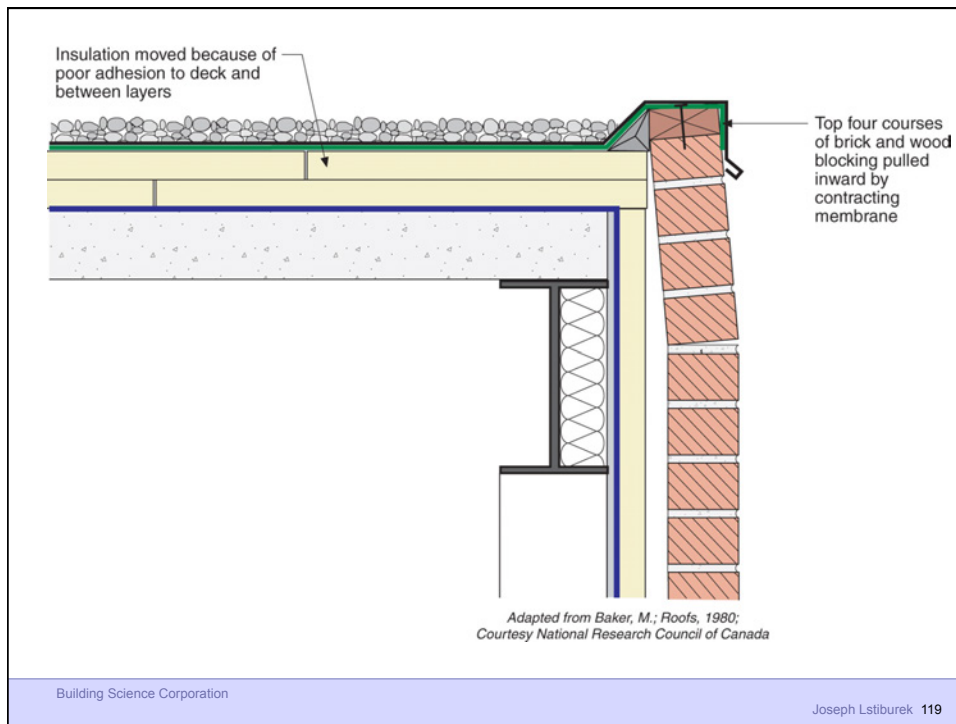 Insulation moved because of
poor adhesion to deck and
between layers
Top four courses
of brick and wood
blocking pulled
inward by
contracting
membrane
Adapted from Baker, M.; Roofs, 1980;
Courtesy National Research Council of Canada
Building Science Corporation
Joseph Lstiburek 119